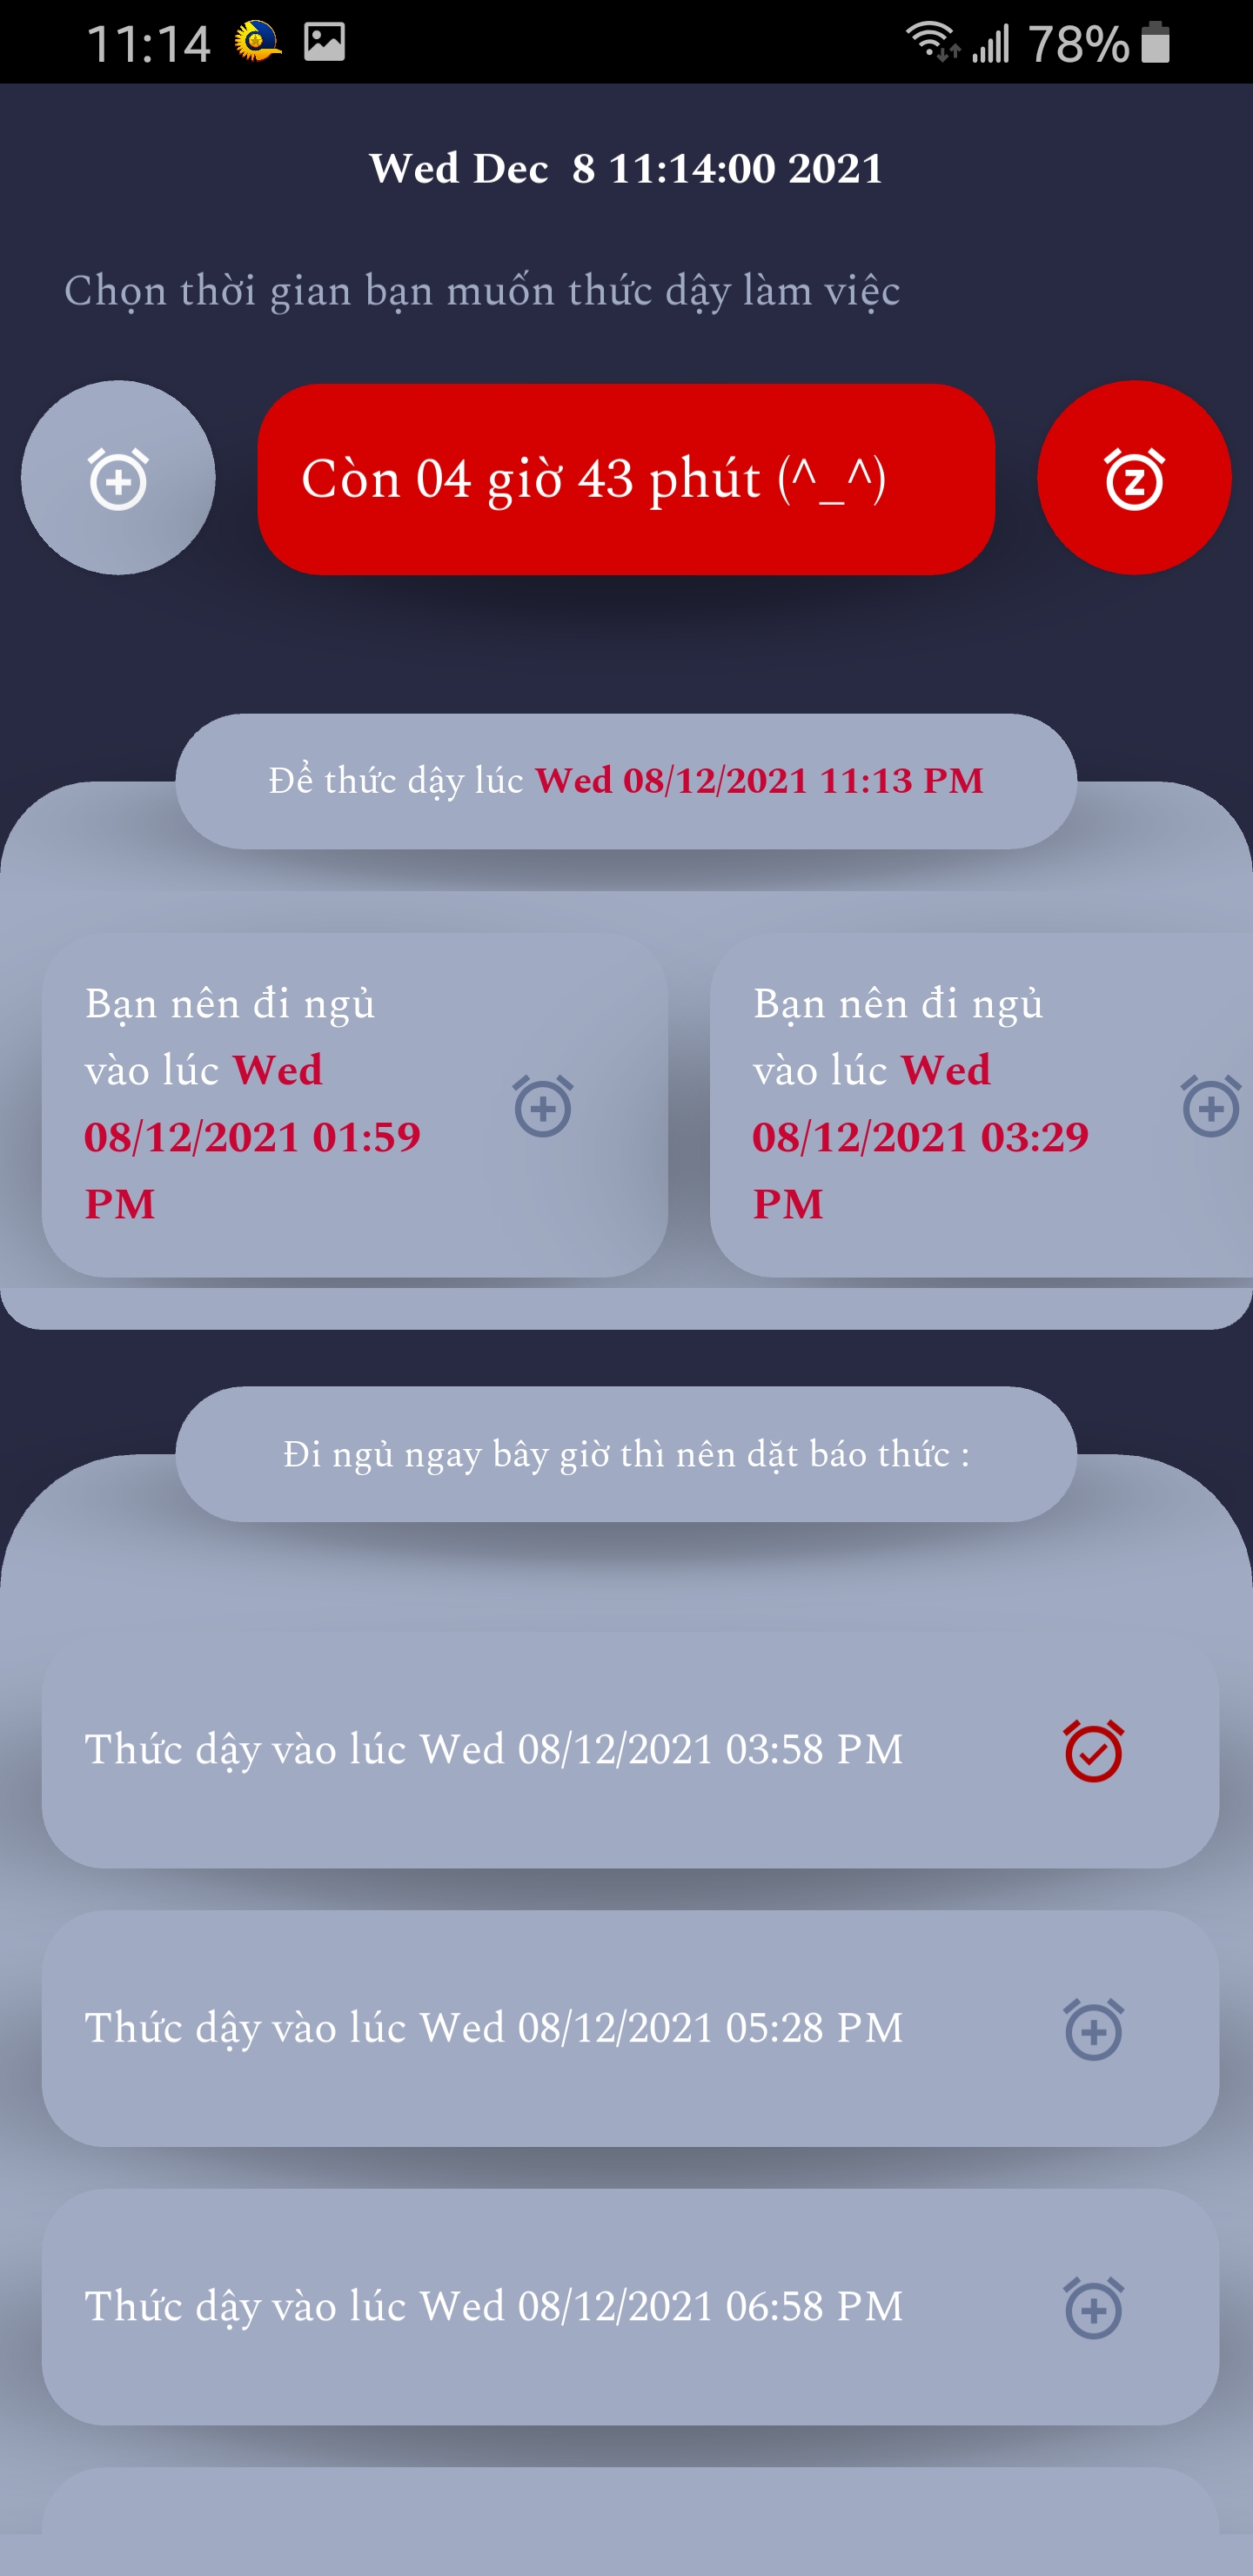 11:14 78%
Wed Dec  8 11:14:00 2021
Chọn thời gian bạn muốn thức dậy làm việc
Còn 04 giờ 43 phút (^_^)
Để thức dậy lúc Wed 08/12/2021 11:13 PM
Bạn nên đi ngủ
vào lúc Wed
08/12/2021 01:59
PM
Bạn nên đi ngủ
vào lúc Wed
08/12/2021 03:29
PM
Đi ngủ ngay bây giờ thì nên dặt báo thức :
Thức dậy vào lúc Wed 08/12/2021 03:58 PM
Thức dậy vào lúc Wed 08/12/2021 05:28 PM
Thức dậy vào lúc Wed 08/12/2021 06:58 PM